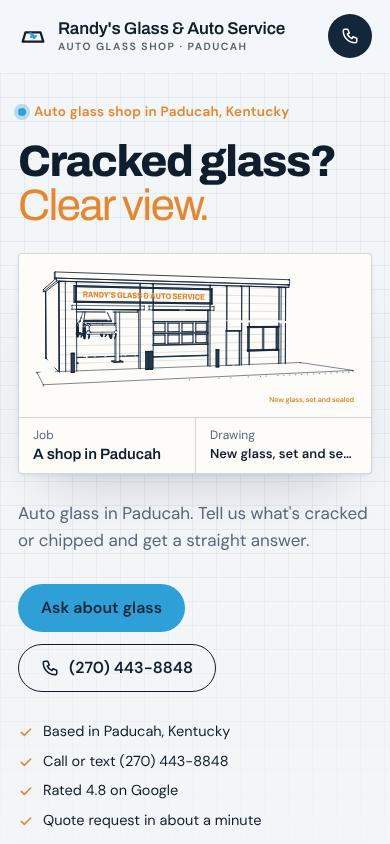 Randy's Glass & Auto Service
AUTO GLASS SHOP · PADUCAH
Auto glass shop in Paducah, Kentucky
Cracked glass?
Clear view.
RANDY'S GLASS & AUTO SERVICE
New glass, set and sealed
Job
A shop in Paducah
Drawing
New glass, set and se...
Auto glass in Paducah. Tell us what's cracked
or chipped and get a straight answer.
Ask about glass
(270) 443-8848
Based in Paducah, Kentucky
Call or text (270) 443-8848
Rated 4.8 on Google
Quote request in about a minute